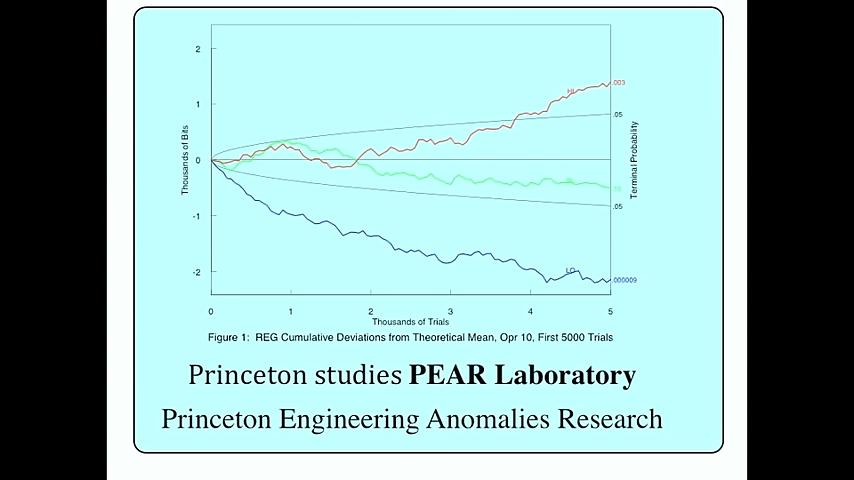 2
1
0
-1
-2
Thousands of Bits
HI
.003
.05
.05
LO
.000009
Terminal Probability
0 1 2 3 4 5
Thousands of Trials
Figure 1: REG Cumulative Deviations from Theoretical Mean, Opr 10, First 5000 Trials
Princeton studies PEAR Laboratory
Princeton Engineering Anomalies Research